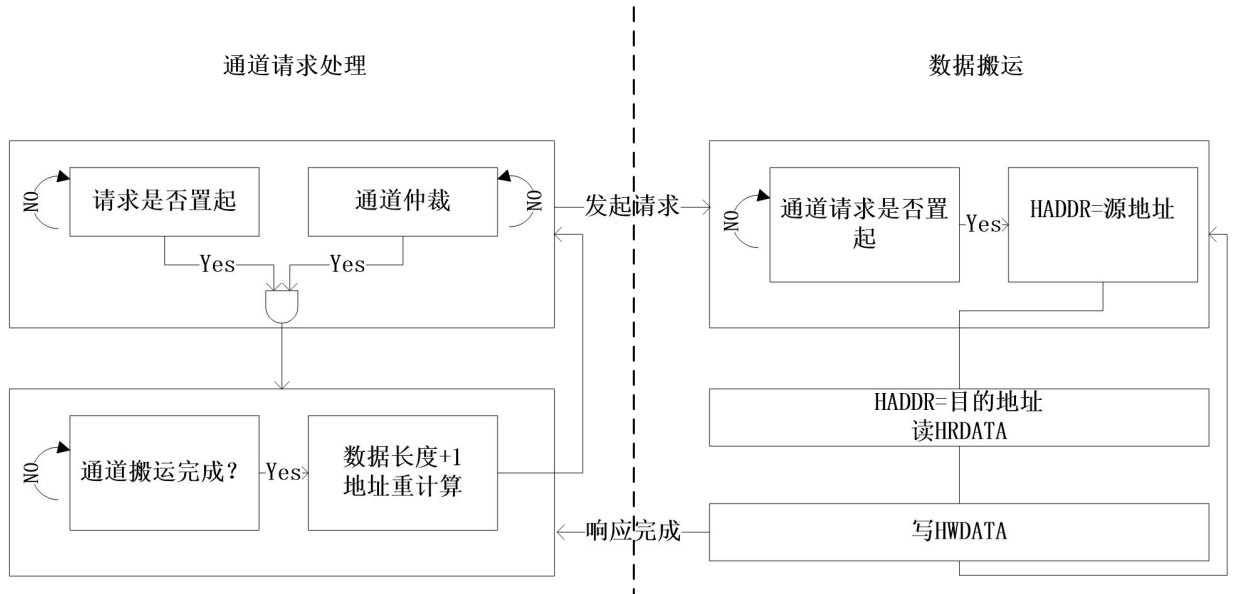 通道请求处理
数据搬运
NO
请求是否置起
通道仲裁
NO
发起请求
NO
通道请求是否置
起
Yes
HADDR=源地址
Yes
Yes
HADDR=目的地址
读HRDATA
NO
通道搬运完成？
Yes
数据长度+1
地址重计算
响应完成
写HWDATA